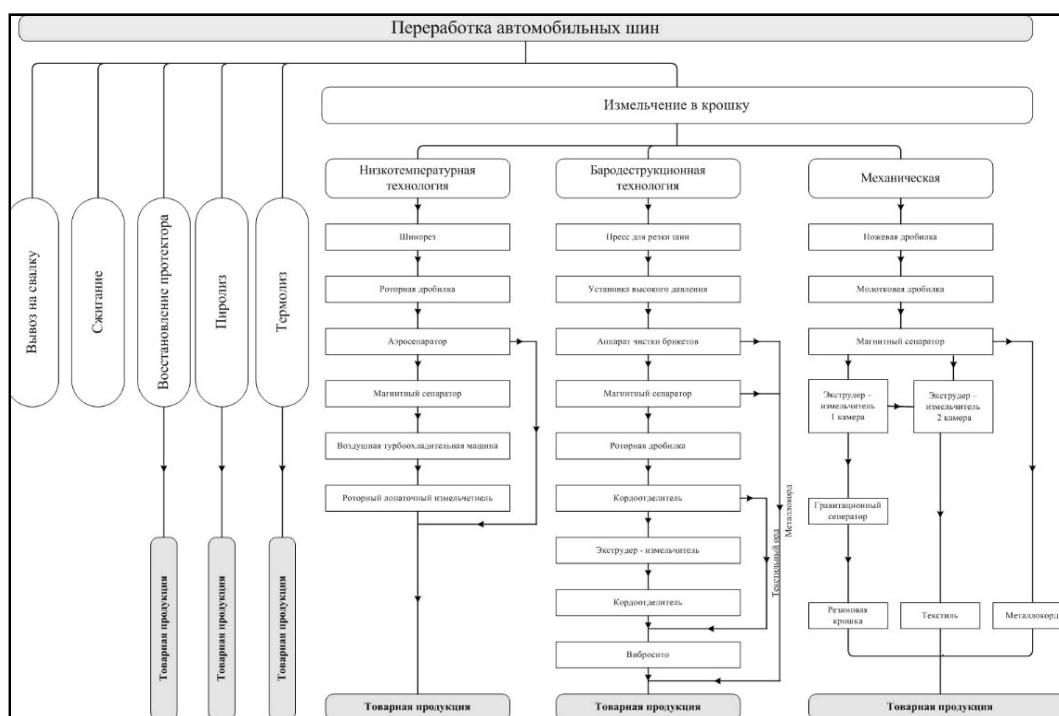 Переработка автомобильных шин
Измельчение в крошку
Низкотемпературная
технология
Бародеструкционная
технология
Механическая
Вывоз на свалку
Сжигание
Восстановление протектора
Пиролиз
Термолиз
Шинорез
Роторная дробилка
Аэросепаратор
Магнитный сепаратор
Воздушная турбоохладительная машина
Роторный лопаточный измельчетнель
Пресс для резки шин
Установка высокого давления
Аппарат чистки брикетов
Магнитный сепаратор
Роторная дробилка
Кордоотделитель
Экструдер - измельчитель
Кордоотделитель
Вибросито
Текстильный орд
Металлокорд
Ножевая дробилка
Молотковая дробилка
Магнитный сепаратор
Экструдер –
измельчитель
1 камера
Экструдер –
измельчитель
2 камера
Гравитационный
сеператор
Резиновая
крошка
Текстиль
Металлокорд
Товарная продукция
Товарная продукция
Товарная продукция
Товарная продукция
Товарная продукция
Товарная продукция